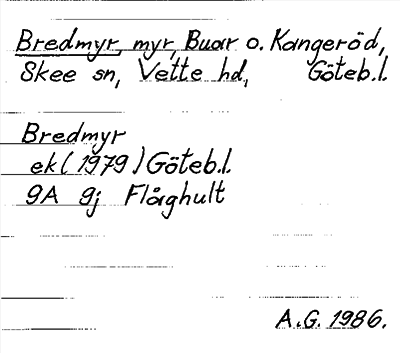 Bredmyr, myr, Buar o. Kangeröd,
Skee sn, Vette hd, Göteb.l.
Bredmyr
ek (1979) Göteb.l.
9A 9j Flåghult
A.G. 1986.